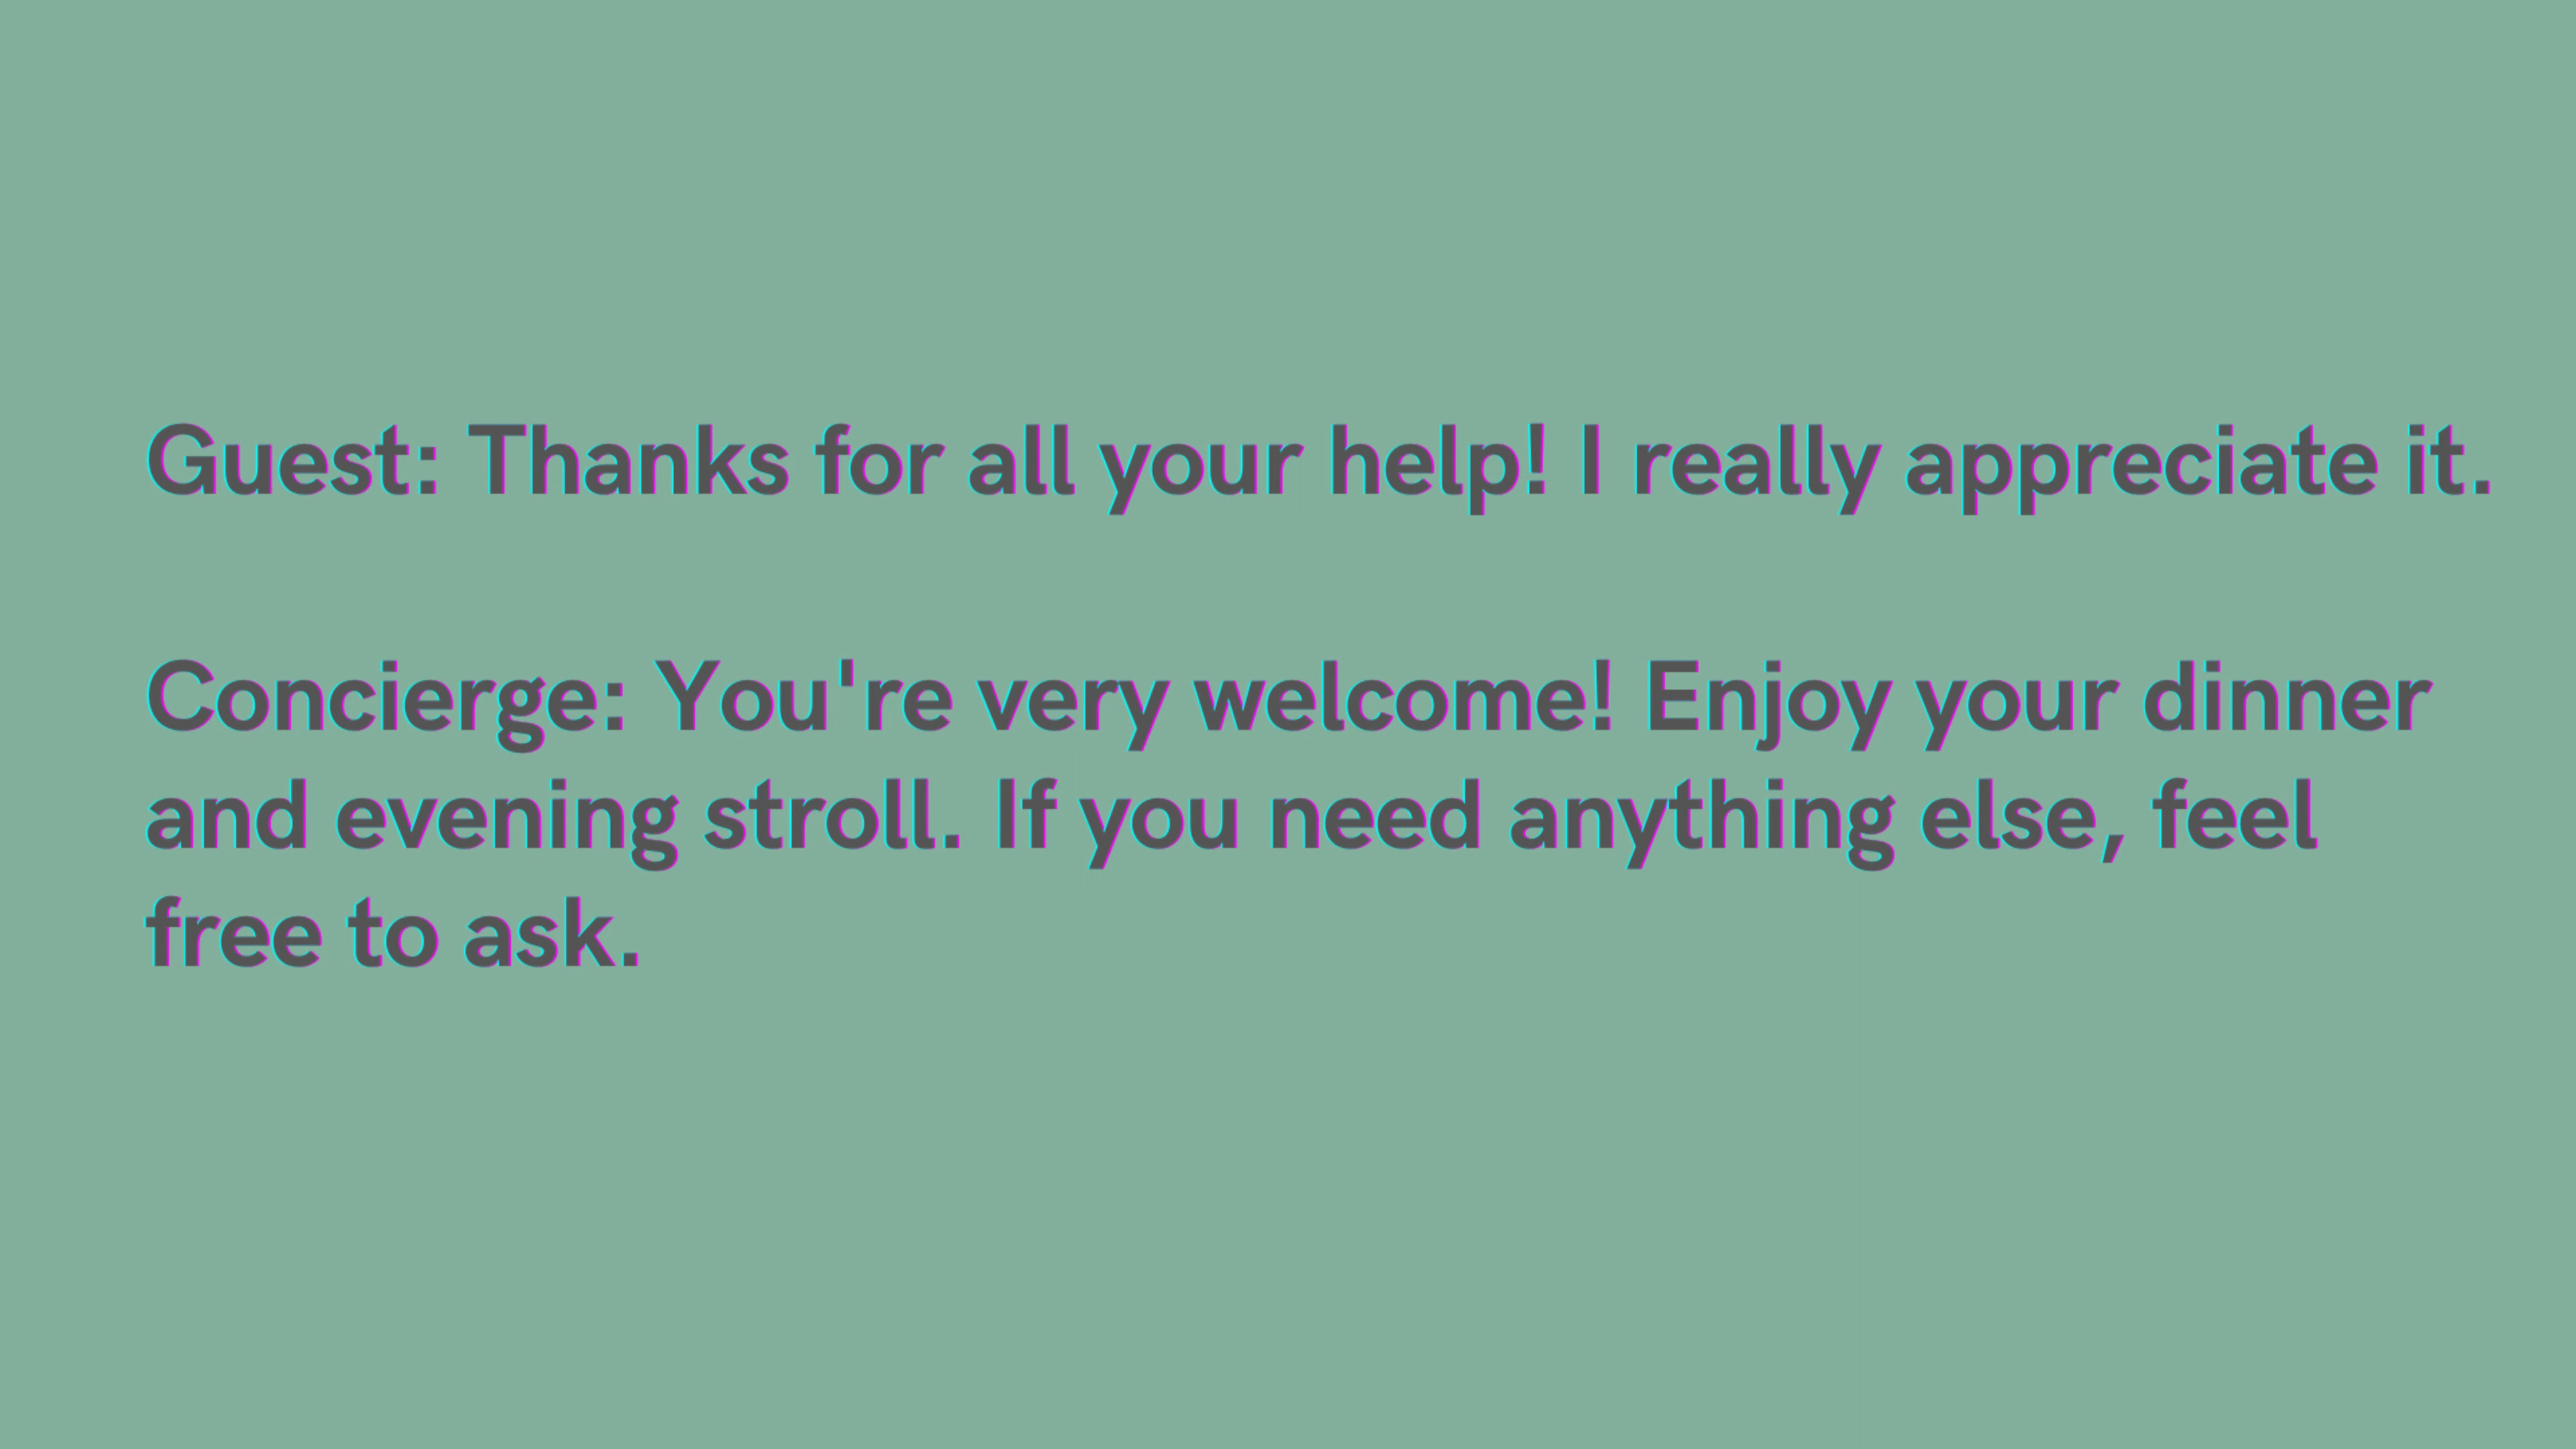 Guest: Thanks for all your help! I really appreciate it.
Concierge: You're very welcome! Enjoy your dinner
and evening stroll. If you need anything else, feel
free to ask.